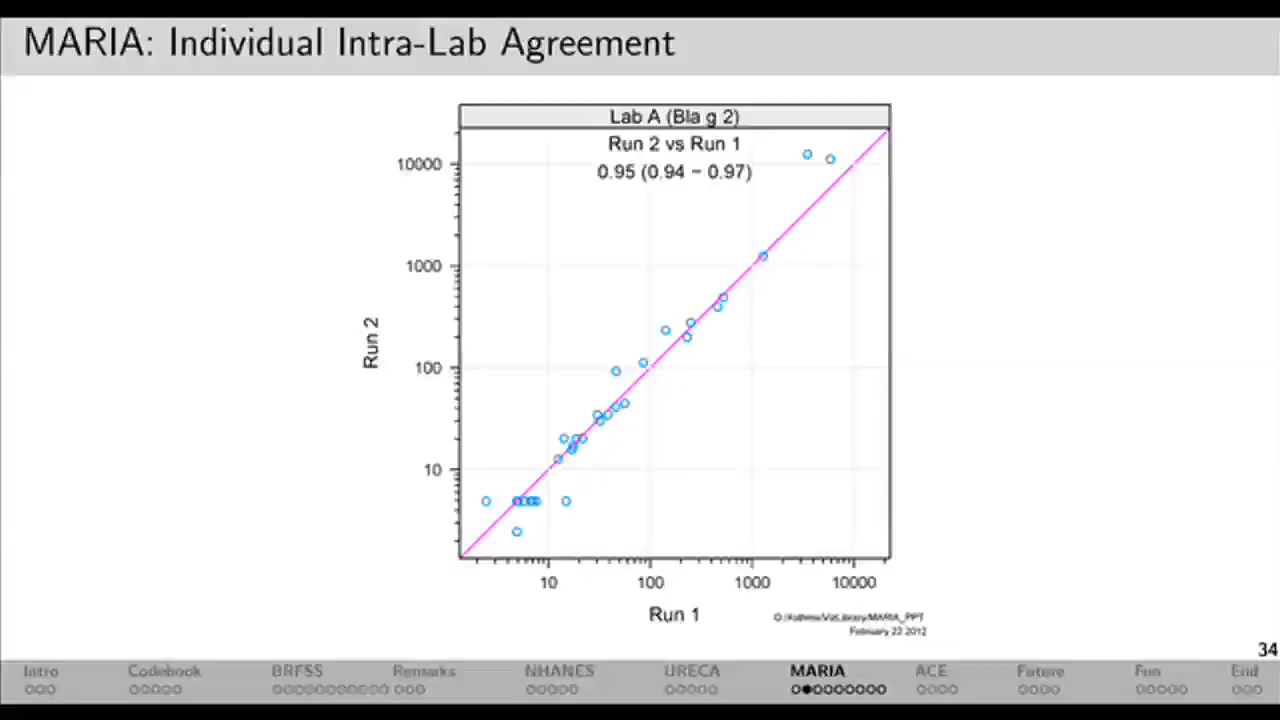 MARIA: Individual Intra-Lab Agreement
Lab A (Bla g 2)
Run 2 vs Run 1
0.95 (0.94 − 0.97)
10000
1000
100
10
Run 2
10
100
1000
10000
Run 1
February 22 2012
34
Intro
Codebook
BRFSS
Remarks
NHANES
URECA
MARIA
ACE
Future
Fun
End